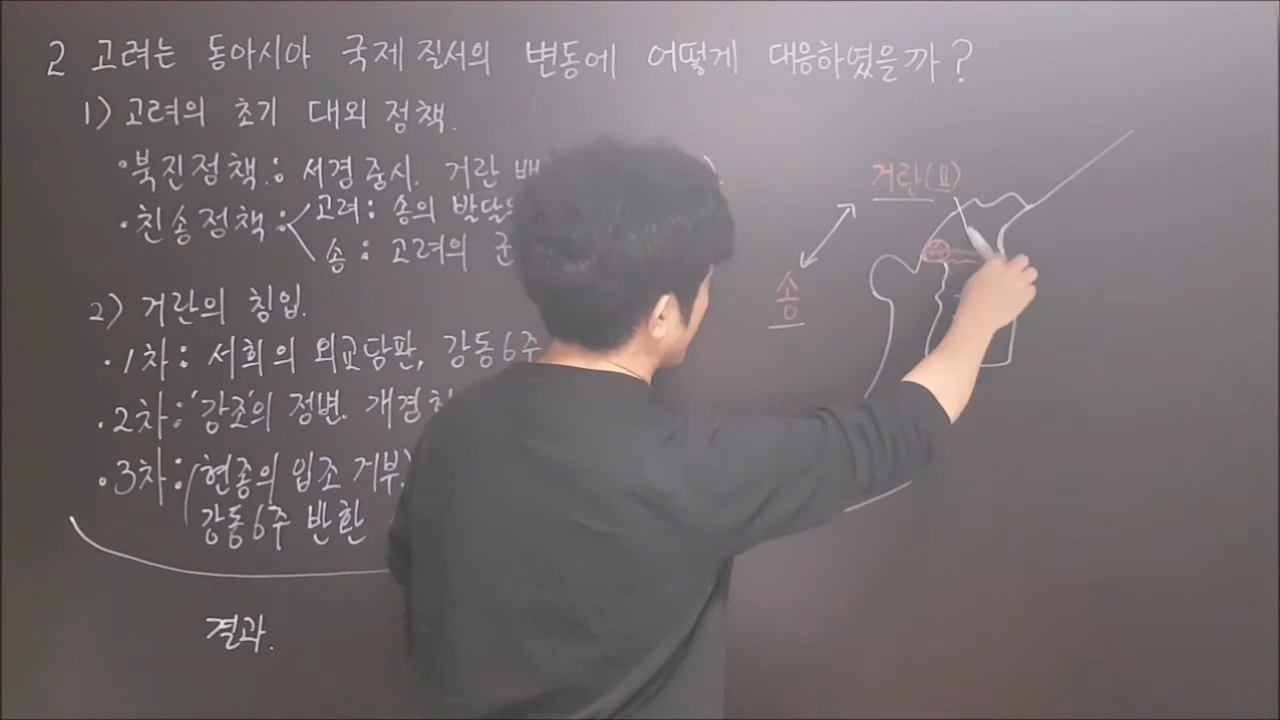 2 고려는 동아시아 국제 질서의 변동에 어떻게 대응하였을까?
1) 고려의 초기 대외 정책.
·북진정책.: 서경중시. 거란 배
·친송정책: 고려: 송의 발달
송: 고려의 군
2) 거란의 침입.
·1차: 서희의 외교담판, 강동6주
·2차: '강조'의 정변. 개경
·3차: (현종의 입조 거부)
강동6주 반환
결과.
거란(요)
송